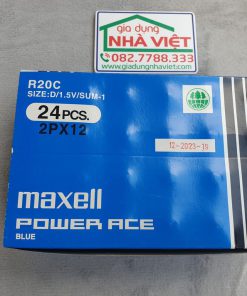 gia dụng
NHÀ VIỆT
082.7788.333
www.giadungnhaviet.com
R20C
SIZE:D/1.5V/SUM-1
24PCS.
2PX12
12-2023-19
maxell
POWER ACE
BLUE